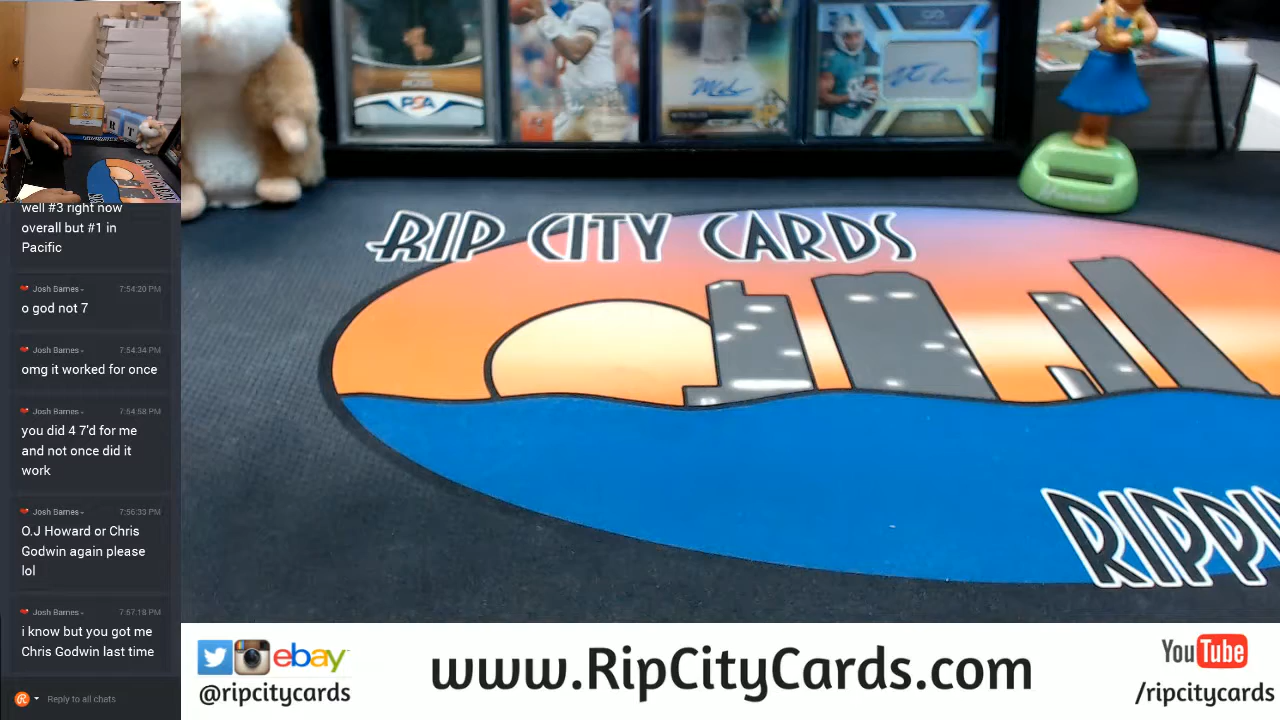 well #3 right now
overall but #1 in
Pacific
Josh Barnes 7:54:20 PM
o god not 7
Josh Barnes 7:54:34 PM
omg it worked for once
Josh Barnes 7:54:58 PM
you did 4 7'd for me
and not once did it
work
Josh Barnes 7:56:33 PM
O.J Howard or Chris
Godwin again please
lol
Josh Barnes 7:57:18 PM
i know but you got me
Chris Godwin last time
Reply to all chats
PSA
RIP CITY CARDS
RIPPI
ebay
@ripcitycards
www.RipCityCards.com
YouTube
/ripcitycards